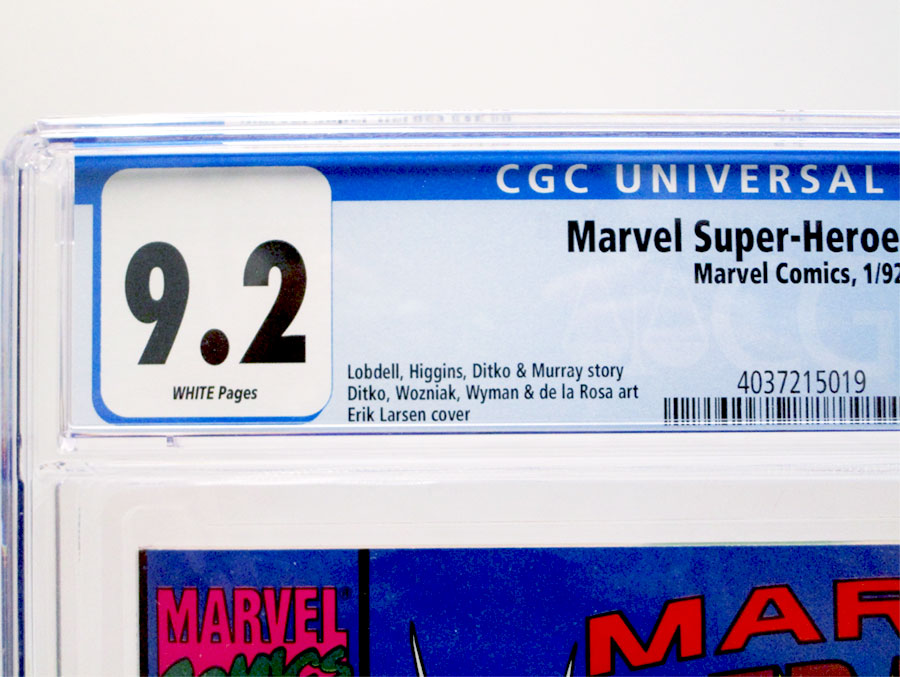 CGC UNIVERSAL
9.2
WHITE Pages
Marvel Super-Heroe
Marvel Comics, 1/92
Lobdell, Higgins, Ditko & Murray story
Ditko, Wozniak, Wyman & de la Rosa art
Erik Larsen cover
4037215019
MARVEL
COMICS
MAR